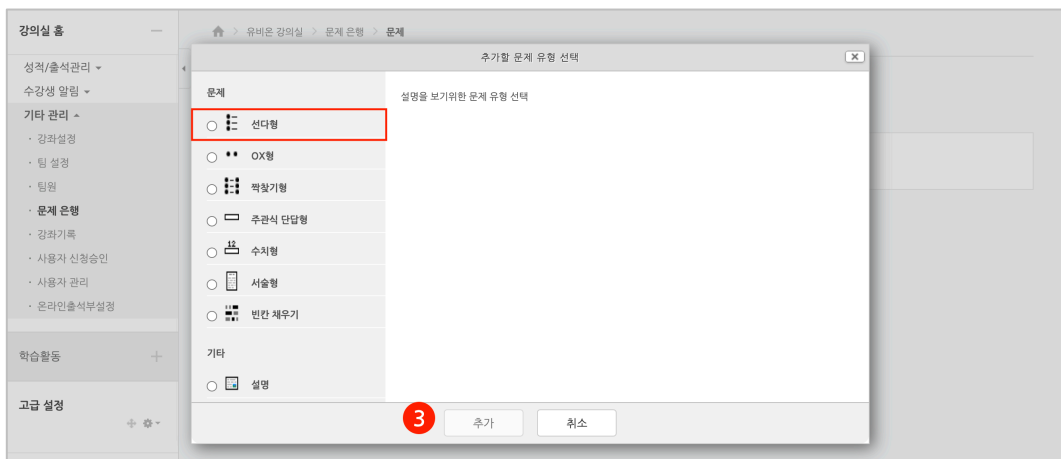 강의실 홈
유비온 강의실 > 문제 은행 > 문제
성적/출석관리
수강생 알림
기타 관리
· 강좌설정
· 팀 설정
· 팀원
· 문제 은행
· 강좌기록
· 사용자 신청승인
· 사용자 관리
· 온라인출석부설정
학습활동
고급 설정
추가할 문제 유형 선택
문제
설명을 보기위한 문제 유형 선택
선다형
OX형
짝찾기형
주관식 단답형
12
수치형
서술형
빈칸 채우기
기타
설명
3
추가
취소